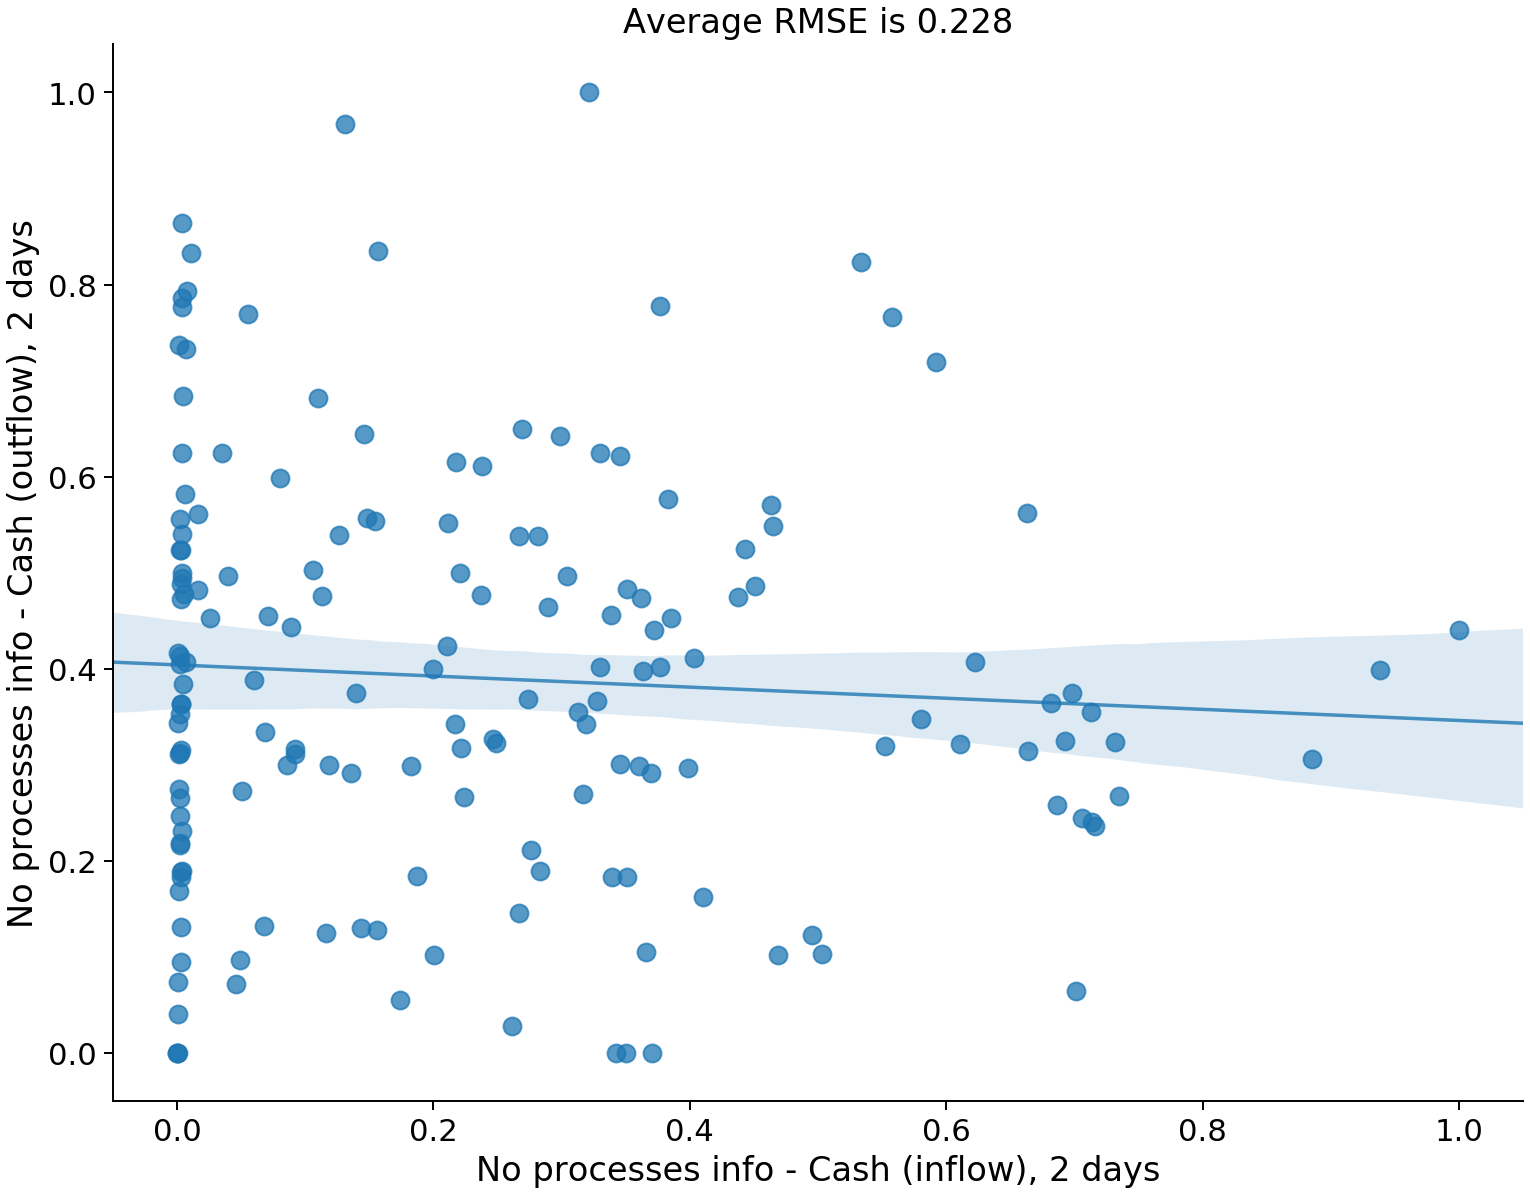 Average RMSE is 0.228
No processes info - Cash (outflow), 2 days
1.0
0.8
0.6
0.4
0.2
0.0
0.0 0.2 0.4 0.6 0.8 1.0
No processes info - Cash (inflow), 2 days